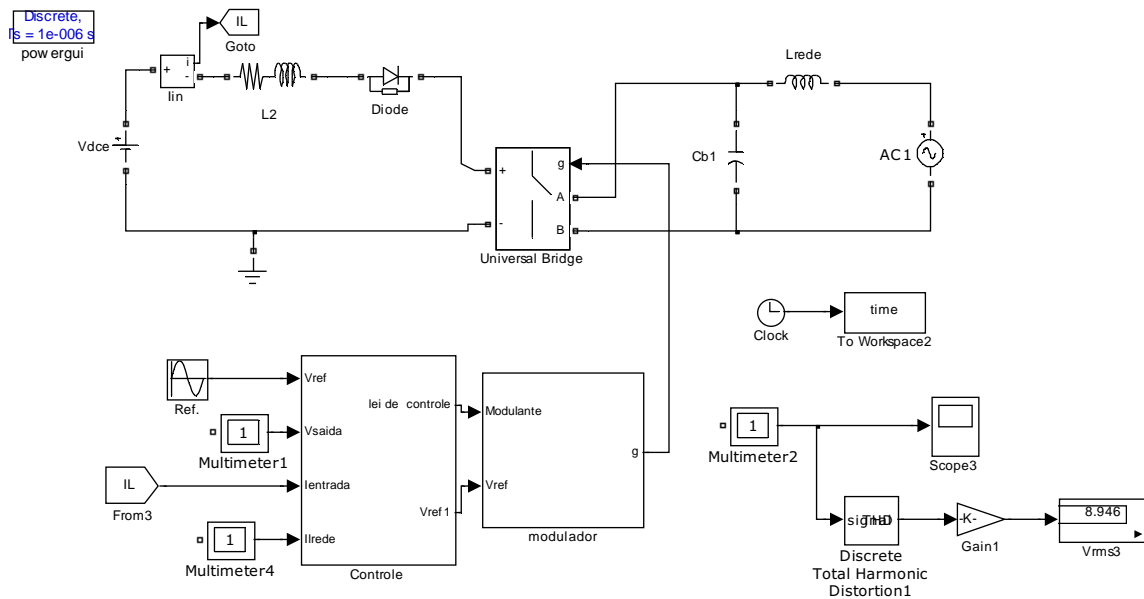 Discrete,
Ts = 1e-006 s
powergui
IL
Goto
+
i
-
Iin
L2
Diode
Vdce
+
+
-
g
A
B
Universal Bridge
Lrede
Cb1
+
AC1
Clock
time
To Workspace2
Ref.
1
Multimeter1
IL
From3
1
Multimeter4
Vref
Vsaida
Ientrada
Ilrede
lei de controle
Vref1
Controle
Modulante
Vref
g
modulador
1
Multimeter2
Scope3
signal
THD
Discrete
Total Harmonic
Distortion1
-K-
Gain1
8.946
Vrms3